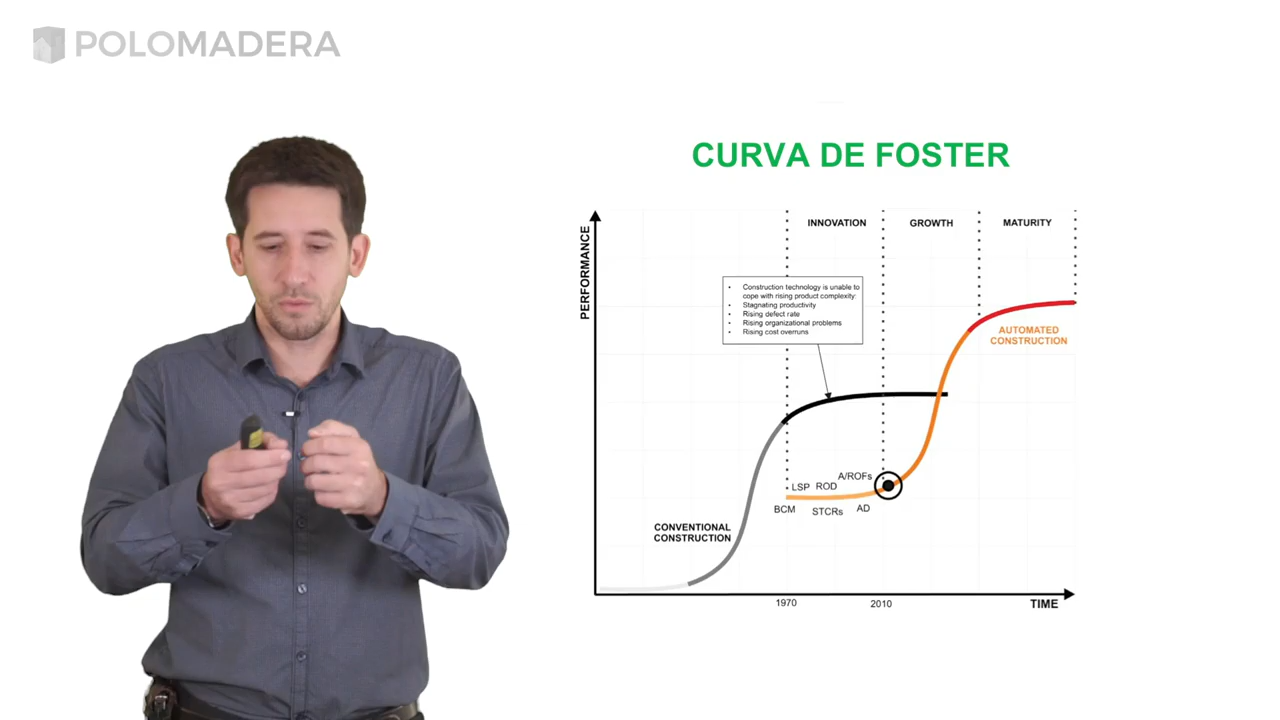 POLOMADERA
CURVA DE FOSTER
PERFORMANCE
INNOVATION
GROWTH
MATURITY
• Construction technology is unable to
cope with rising product complexity:
• Stagnating productivity
• Rising defect rate
• Rising organizational problems
• Rising cost overruns
AUTOMATED
CONSTRUCTION
A/ROFs
LSP
ROD
BCM
STCRs
AD
CONVENTIONAL
CONSTRUCTION
1970
2010
TIME